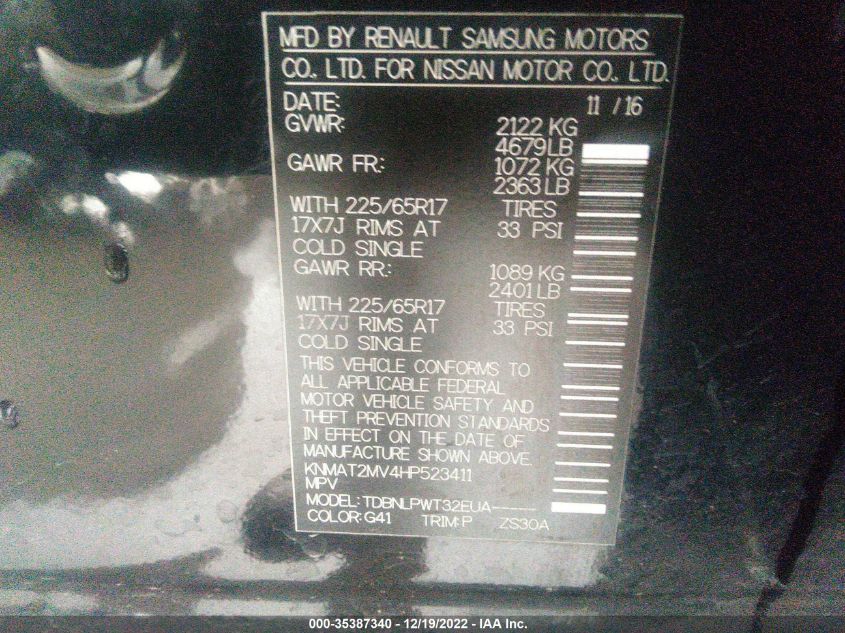 MFD BY RENAULT SAMSUNG MOTORS
CO., LTD. FOR NISSAN MOTOR CO., LTD.
DATE: 11 / 16
GVWR: 2122 KG
4679 LB
GAWR FR.: 1072 KG
2363 LB
WITH 225/65R17 TIRES
17X7J RIMS AT 33 PSI
COLD SINGLE
GAWR RR.: 1089 KG
2401 LB
WITH 225/65R17 TIRES
17X7J RIMS AT 33 PSI
COLD SINGLE
THIS VEHICLE CONFORMS TO
ALL APPLICABLE FEDERAL
MOTOR VEHICLE SAFETY AND
THEFT PREVENTION STANDARDS
IN EFFECT ON THE DATE OF
MANUFACTURE SHOWN ABOVE.
KNMAT2MV4HP523411
MPV
MODEL: TDBNLPWT32EUA-----
COLOR: G41 TRIM: P ZS30A
000-35387340 - 12/19/2022 - IAA Inc.